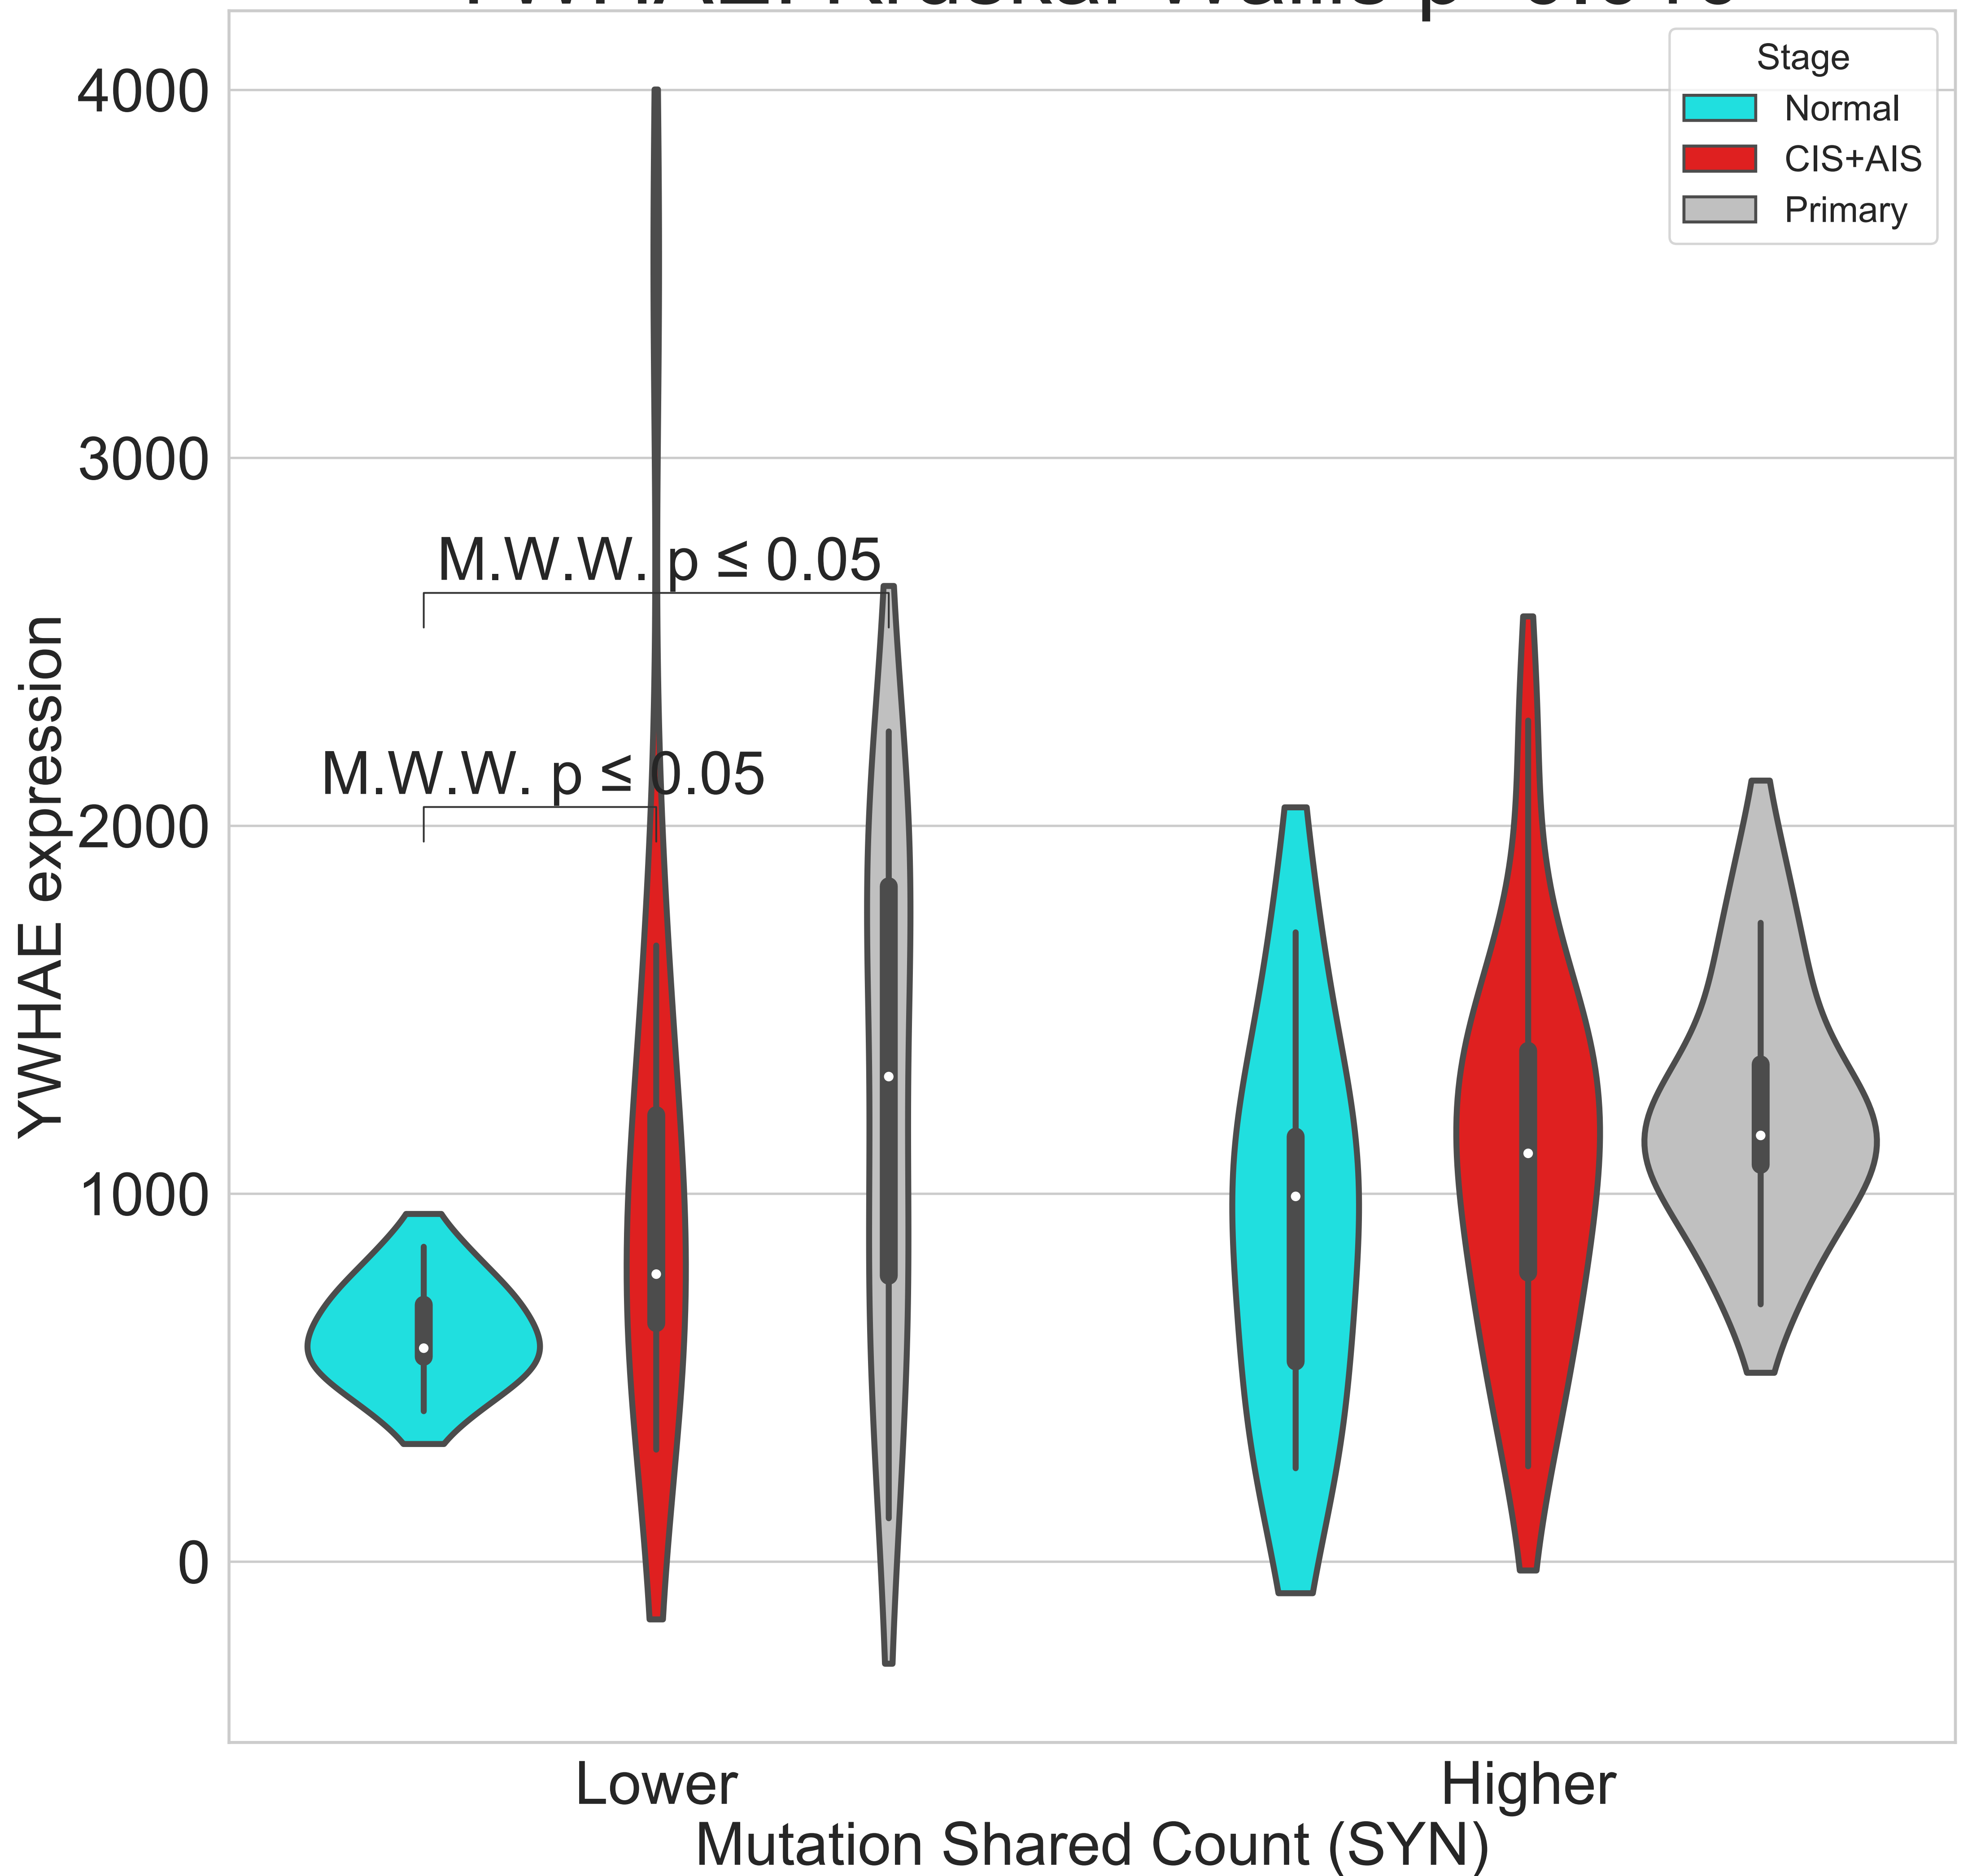 Stage
Normal
CIS+AIS
Primary
4000
3000
2000
1000
0
M.W.W. p ≤ 0.05
M.W.W. p ≤ 0.05
YWHAE expression
Lower
Higher
Mutation Shared Count (SYN)